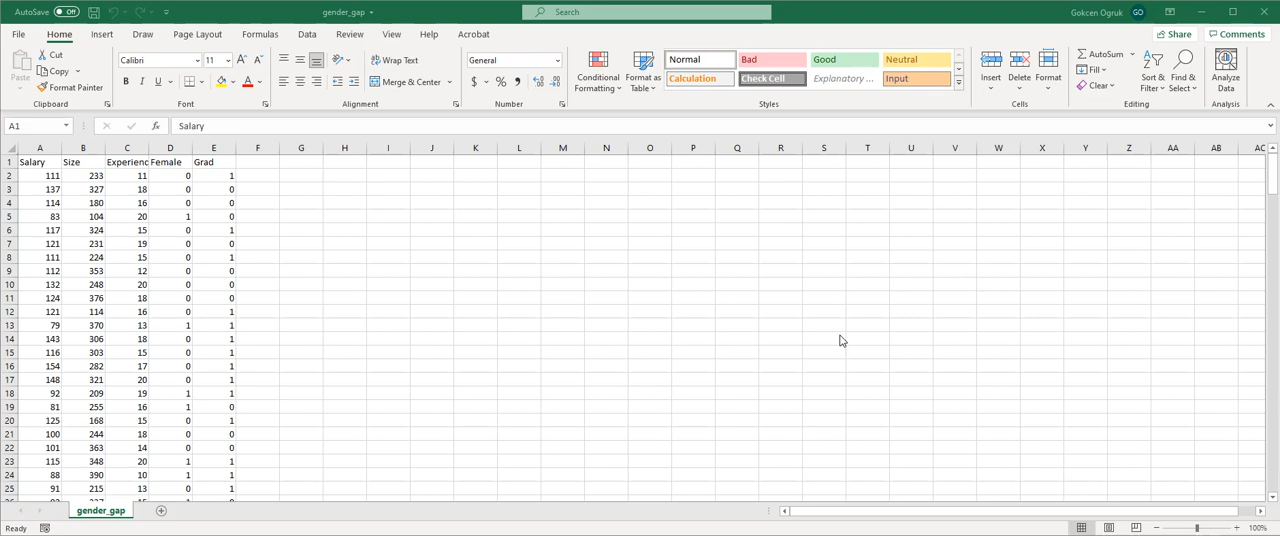 AutoSave Off gender_gap Search Gokcen Ogruk GO
File Home Insert Draw Page Layout Formulas Data Review View Help Acrobat Share Comments
Paste Cut Copy Format Painter Clipboard
Calibri 11 A A B I U A Font
Wrap Text Merge & Center Alignment
General $ % 9 Number
Conditional Formatting Format as Table Normal Bad Good Neutral
Calculation Check Cell Explanatory ... Input Styles
Insert Delete Format Cells
AutoSum Fill Clear Sort & Filter Find & Select Editing
Analyze Data Analysis
A1 fx Salary
A B C D E F G H I J K L M N O P Q R S T U V W X Y Z AA AB AC
1 Salary Size Experienc Female Grad
2 111 233 11 0 1
3 137 327 18 0 0
4 114 180 16 0 0
5 83 104 20 1 0
6 117 324 15 0 1
7 121 231 19 0 0
8 111 224 15 0 1
9 112 353 12 0 0
10 132 248 20 0 0
11 124 376 18 0 0
12 121 114 16 0 1
13 79 370 13 1 1
14 143 306 18 0 1
15 116 303 15 0 1
16 154 282 17 0 1
17 148 321 20 0 1
18 92 209 19 1 1
19 81 255 16 1 0
20 125 168 15 0 1
21 100 244 18 0 0
22 101 363 14 0 0
23 115 348 20 1 1
24 88 390 10 1 1
25 91 215 13 0 1
gender_gap
Ready 100%